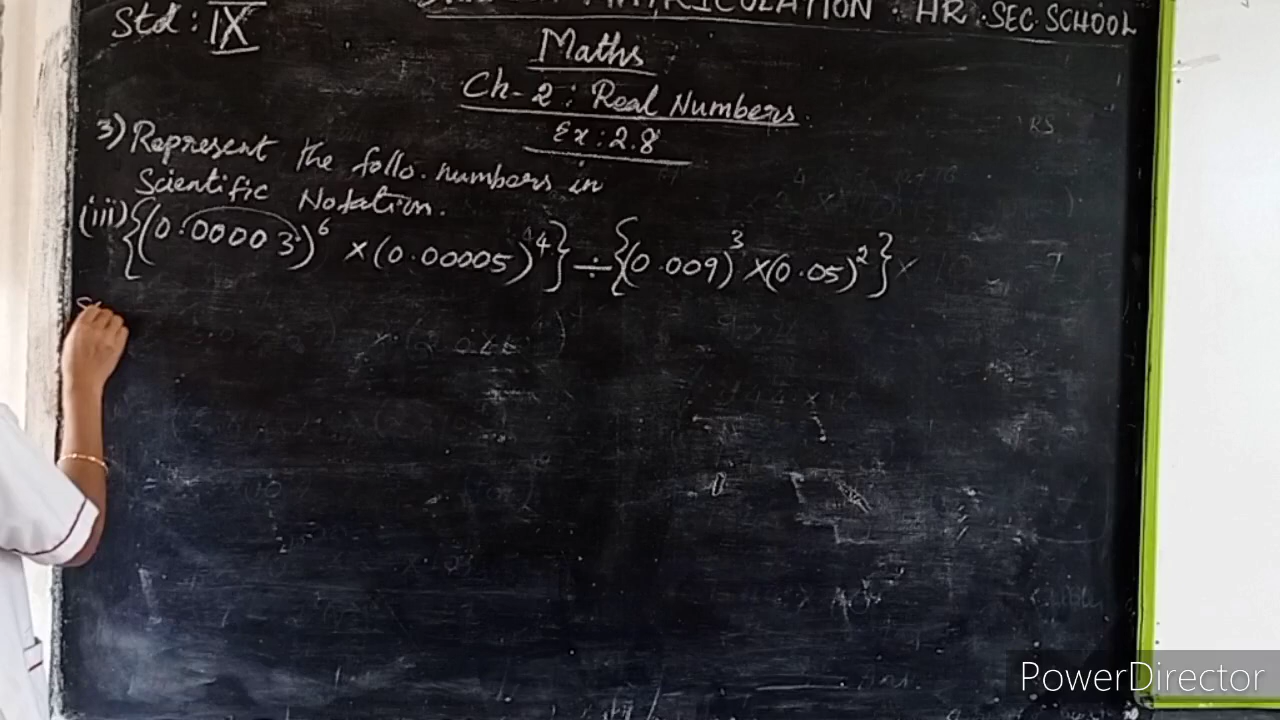 MATRICULATION . HR . SEC SCHOOL
Std : IX
Maths
Ch- 2 : Real Numbers
Ex : 2.8
3) Represent the follo. numbers in
Scientific Notation.
(iii) {(0.00003)^6 × (0.00005)^4} ÷ {(0.009)^3 ×(0.05)^2}
PowerDirector